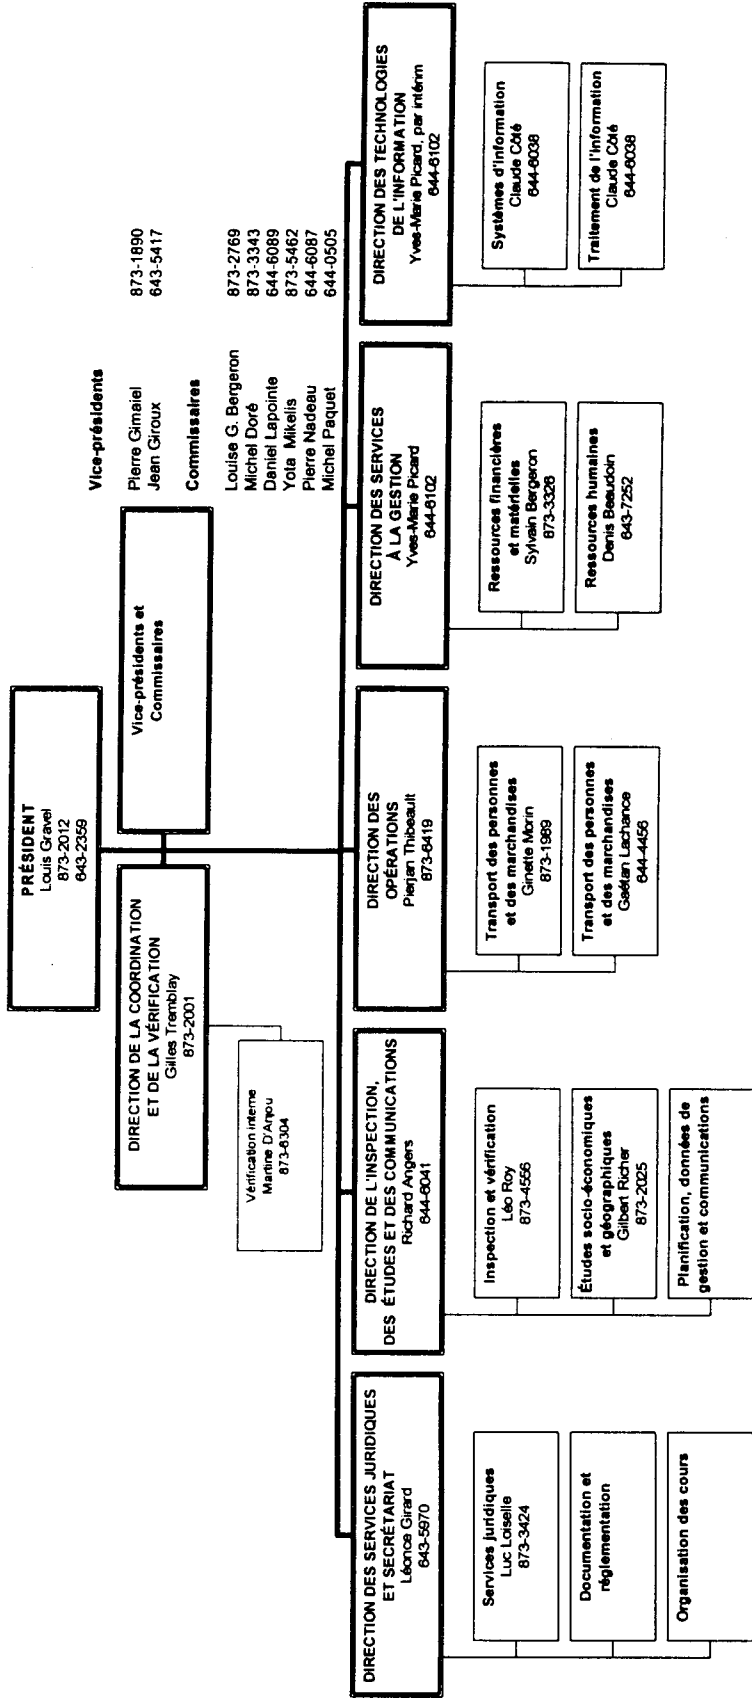 PRÉSIDENT
Louis Gravel
873-2012
643-2359
DIRECTION DE LA COORDINATION
ET DE LA VÉRIFICATION
Gilles Tremblay
873-2001
Vice-présidents et
Commissaires
Vice-présidents
Pierre Gimaiel 873-1890
Jean Giroux 643-5417
Commissaires
Louise G. Bergeron 873-2769
Michel Doré 873-3343
Daniel Lapointe 644-6089
Yota Mikelis 873-5462
Pierre Nadeau 644-6087
Michel Paquet 644-0505
Vérification interne
Martine D'Anjou
873-6304
DIRECTION DES SERVICES JURIDIQUES
ET SECRÉTARIAT
Léonce Girard
643-5970
Services juridiques
Luc Loiselle
873-3424
Documentation et
réglementation
Organisation des cours
DIRECTION DE L'INSPECTION,
DES ÉTUDES ET DES COMMUNICATIONS
Richard Angers
644-6041
Inspection et vérification
Léo Roy
873-4556
Études socio-économiques
et géographiques
Gilbert Richer
873-2025
Planification, données de
gestion et communications
DIRECTION DES
OPÉRATIONS
Pierjan Thibeault
873-6419
Transport des personnes
et des marchandises
Ginette Morin
873-1989
Transport des personnes
et des marchandises
Gaétan Lachance
644-4456
DIRECTION DES SERVICES
À LA GESTION
Yves-Marie Picard
644-6102
Ressources financières
et matérielles
Sylvain Bergeron
873-3326
Ressources humaines
Denis Beaudoin
643-7252
DIRECTION DES TECHNOLOGIES
DE L'INFORMATION
Yves-Marie Picard, par intérim
644-6102
Systèmes d'information
Claude Côté
644-6038
Traitement de l'information
Claude Côté
644-6038